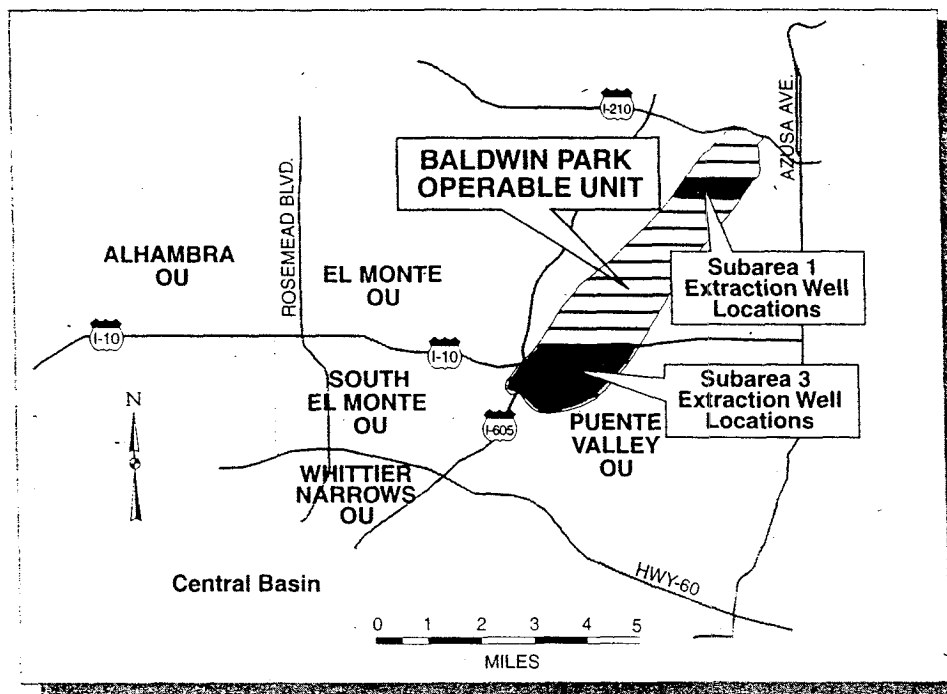 I-210
AZUSA AVE.
BALDWIN PARK
OPERABLE UNIT
ROSEMEAD BLVD.
ALHAMBRA
OU
EL MONTE
OU
Subarea 1
Extraction Well
Locations
I-10
I-10
SOUTH
EL MONTE
OU
Subarea 3
Extraction Well
Locations
N
I-605
PUENTE
VALLEY
OU
WHITTIER
NARROWS
OU
Central Basin
HWY-60
0 1 2 3 4 5
MILES